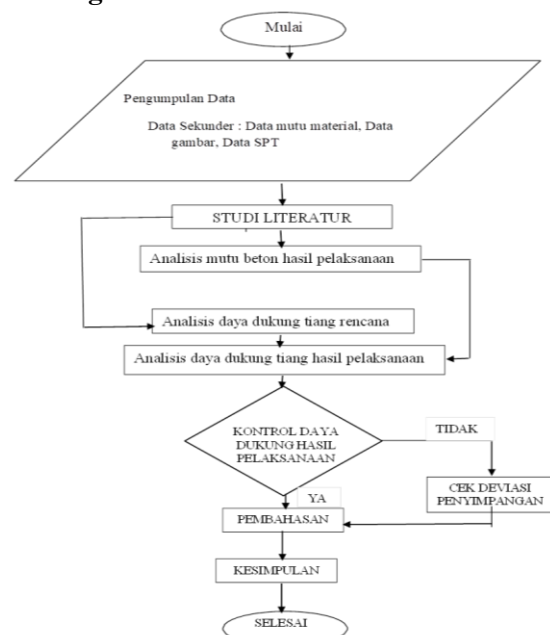 Mulai
Pengumpulan Data
Data Sekunder : Data mutu material, Data
gambar, Data SPT
STUDI LITERATUR
Analisis mutu beton hasil pelaksanaan
Analisis daya dukung tiang rencana
Analisis daya dukung tiang hasil pelaksanaan
KONTROL DAYA
DUKUNG HASIL
PELAKSANAAN
TIDAK
CEK DEVIASI
PENYIMPANGAN
YA
PEMBAHASAN
KESIMPULAN
SELESAI